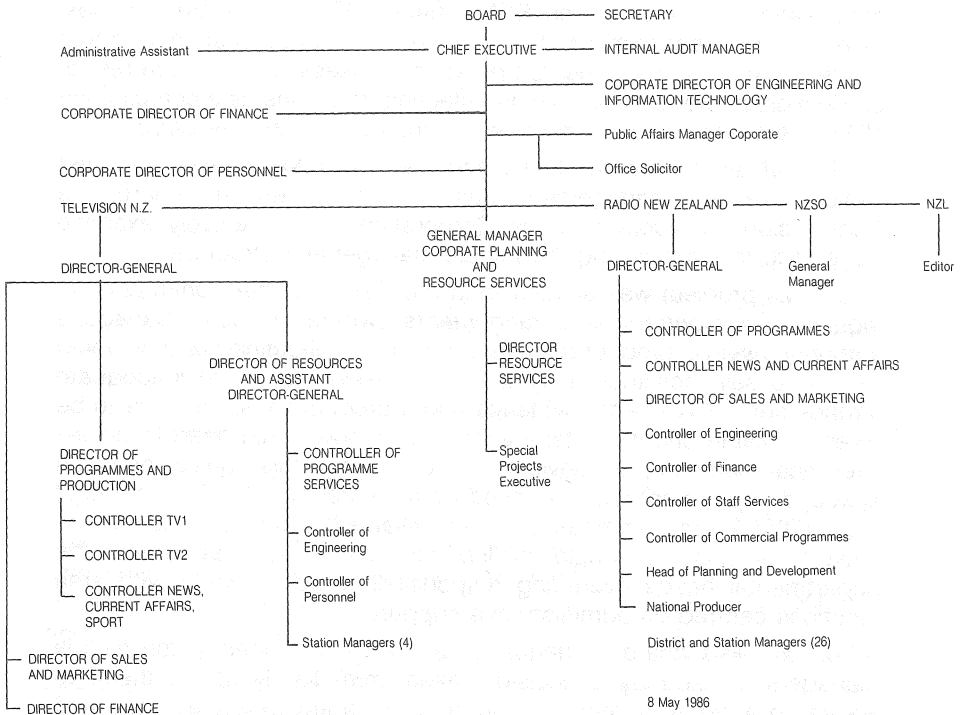 BOARD
SECRETARY
Administrative Assistant
CHIEF EXECUTIVE
INTERNAL AUDIT MANAGER
COPORATE DIRECTOR OF ENGINEERING AND
INFORMATION TECHNOLOGY
CORPORATE DIRECTOR OF FINANCE
Public Affairs Manager Coporate
Office Solicitor
CORPORATE DIRECTOR OF PERSONNEL
TELEVISION N.Z.
RADIO NEW ZEALAND
NZSO
NZL
GENERAL MANAGER
COPORATE PLANNING
AND
RESOURCE SERVICES
DIRECTOR-GENERAL
DIRECTOR-GENERAL
General
Manager
Editor
DIRECTOR OF RESOURCES
AND ASSISTANT
DIRECTOR-GENERAL
DIRECTOR
RESOURCE
SERVICES
Special
Projects
Executive
CONTROLLER OF PROGRAMMES
CONTROLLER NEWS AND CURRENT AFFAIRS
DIRECTOR OF SALES AND MARKETING
Controller of Engineering
Controller of Finance
Controller of Staff Services
Controller of Commercial Programmes
Head of Planning and Development
National Producer
District and Station Managers (26)
DIRECTOR OF
PROGRAMMES AND
PRODUCTION
CONTROLLER TV1
CONTROLLER TV2
CONTROLLER NEWS,
CURRENT AFFAIRS,
SPORT
CONTROLLER OF
PROGRAMME
SERVICES
Controller of
Engineering
Controller of
Personnel
Station Managers (4)
DIRECTOR OF SALES
AND MARKETING
DIRECTOR OF FINANCE
8 May 1986